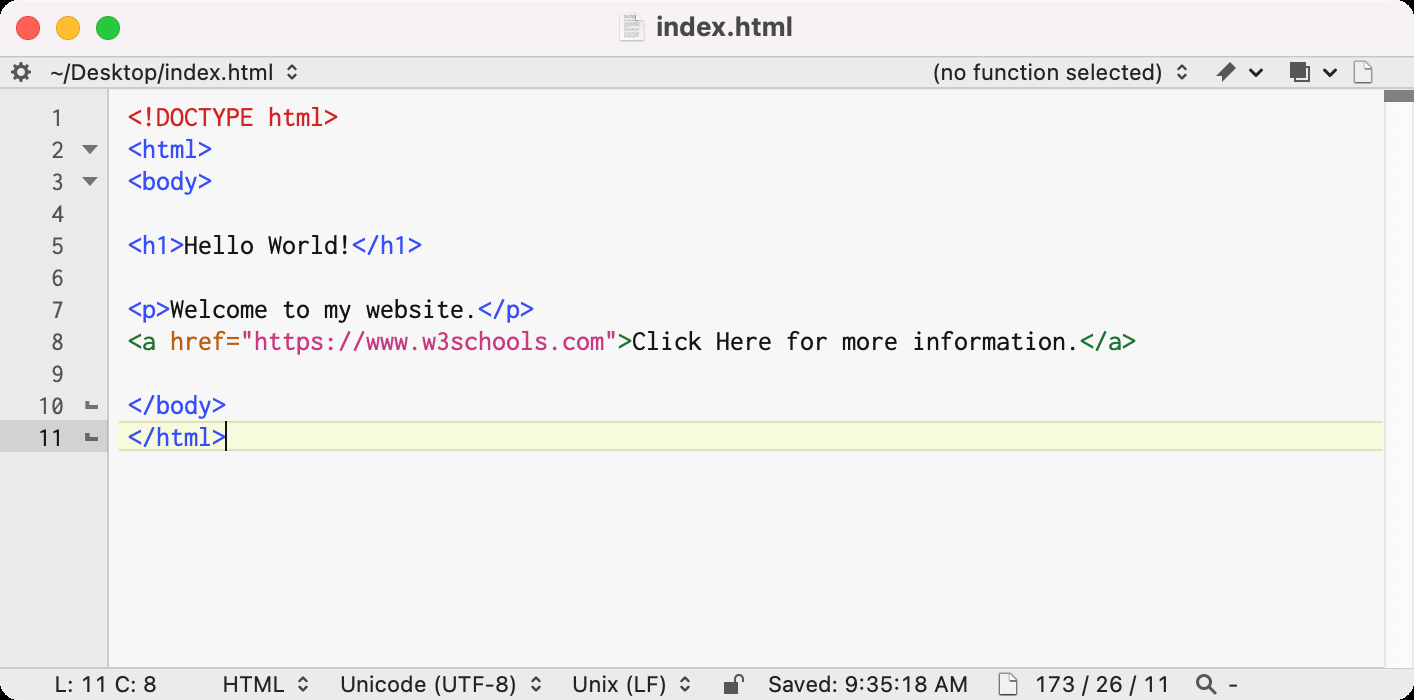 index.html
~/Desktop/index.html (no function selected)
1 <!DOCTYPE html>
2 <html>
3 <body>
4
5 <h1>Hello World!</h1>
6
7 <p>Welcome to my website.</p>
8 <a href="https://www.w3schools.com">Click Here for more information.</a>
9
10 </body>
11 </html>
L: 11 C: 8 HTML Unicode (UTF-8) Unix (LF) Saved: 9:35:18 AM 173 / 26 / 11 -